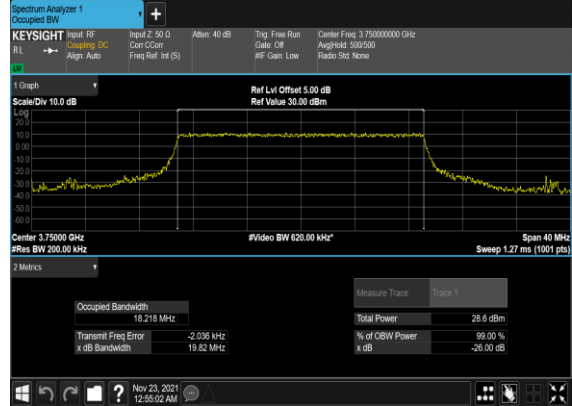 Spectrum Analyzer 1
Occupied BW
+
KEYSIGHT Input: RF Input Z: 50 Ω Atten: 40 dB Trig: Free Run Center Freq: 3.750000000 GHz
RL Coupling: DC Corr CCorr Gate: Off Avg|Hold: 500/500
Align: Auto Freq Ref: Int (S) #IF Gain: Low Radio Std: None
1 Graph Ref Lvl Offset 5.00 dB
Scale/Div 10.0 dB Ref Value 30.00 dBm
Log
20.0
10.0
0.00
-10.0
-20.0
-30.0
-40.0
-50.0
-60.0
Center 3.75000 GHz #Video BW 620.00 kHz* Span 40 MHz
#Res BW 200.00 kHz Sweep 1.27 ms (1001 pts)
2 Metrics
Measure Trace Trace 1
Occupied Bandwidth
18.218 MHz Total Power 28.6 dBm
Transmit Freq Error -2.036 kHz % of OBW Power 99.00 %
x dB Bandwidth 19.82 MHz x dB -26.00 dB
? Nov 23, 2021
12:55:02 AM